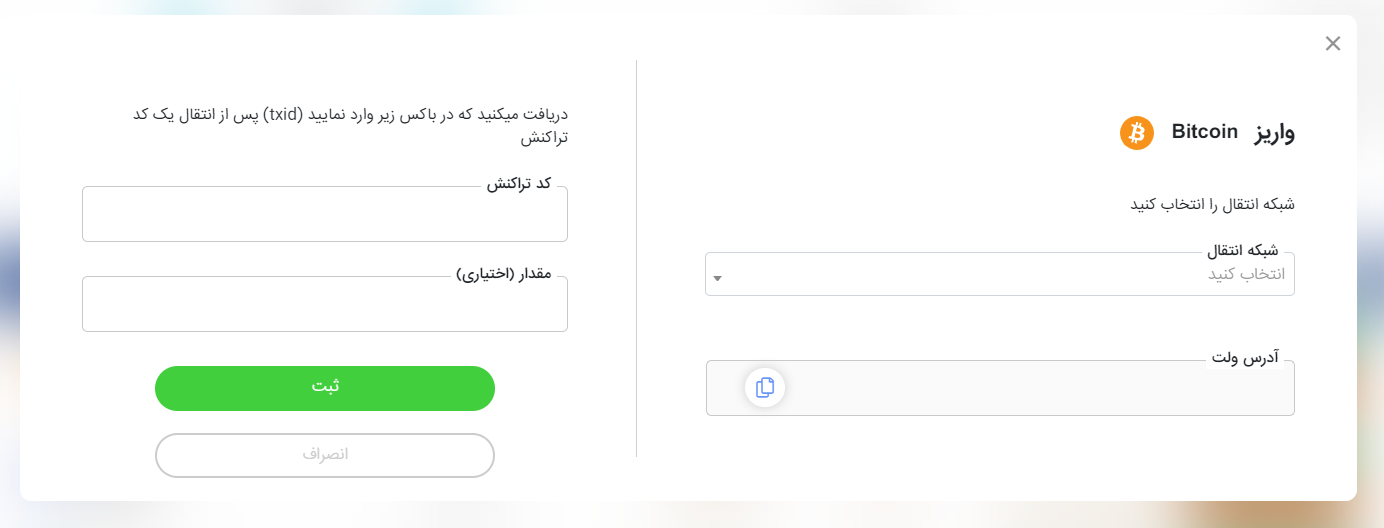 واریز Bitcoin
شبکه انتقال را انتخاب کنید
شبکه انتقال
انتخاب کنید
آدرس ولت
دریافت میکنید که در باکس زیر وارد نمایید (txid) پس از انتقال یک کد
تراکنش
کد تراکنش
مقدار (اختیاری)
ثبت
انصراف